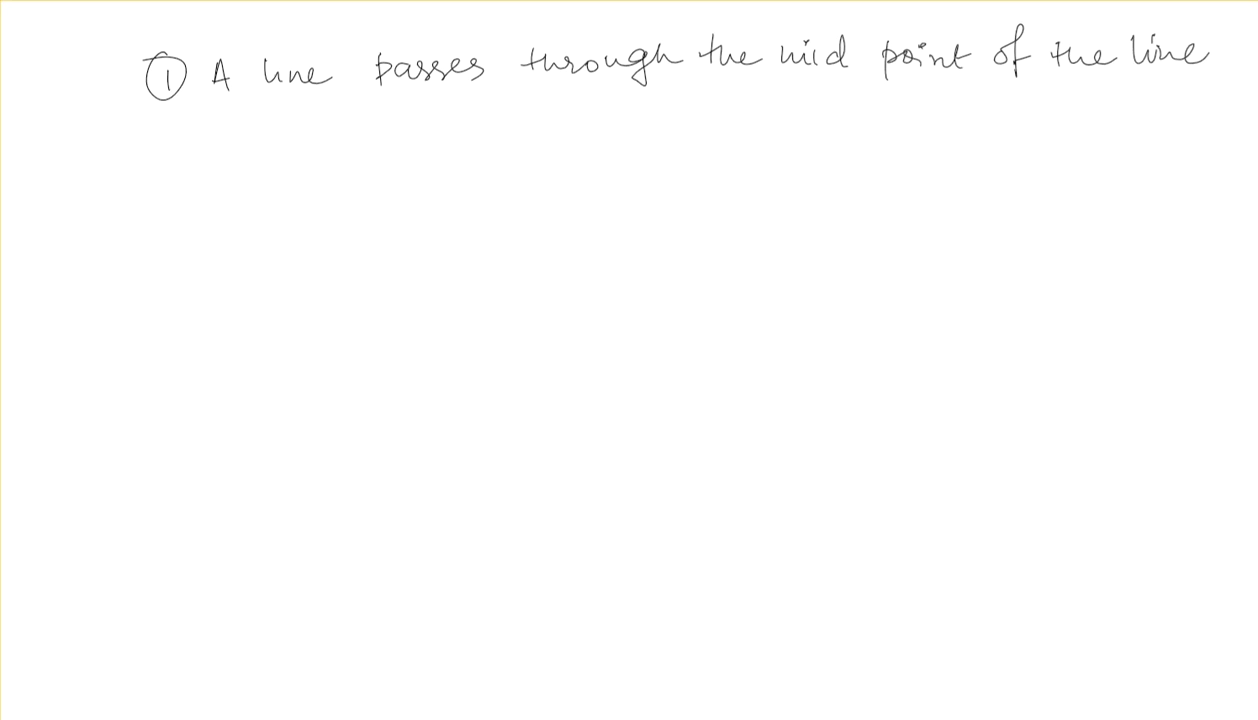 ① A line passes through the mid point of the line